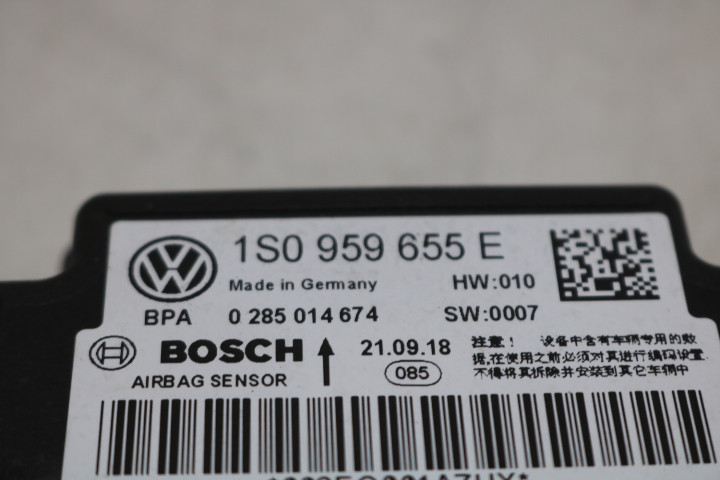 1S0 959 655 E
Made in Germany HW:010
BPA 0 285 014 674 SW:0007
BOSCH 21.09.18
AIRBAG SENSOR 085
注意! 设备中含有车辆专用的数
据,在使用之前必须对其进行编码设置
不得将其拆除并安装到其它车辆中